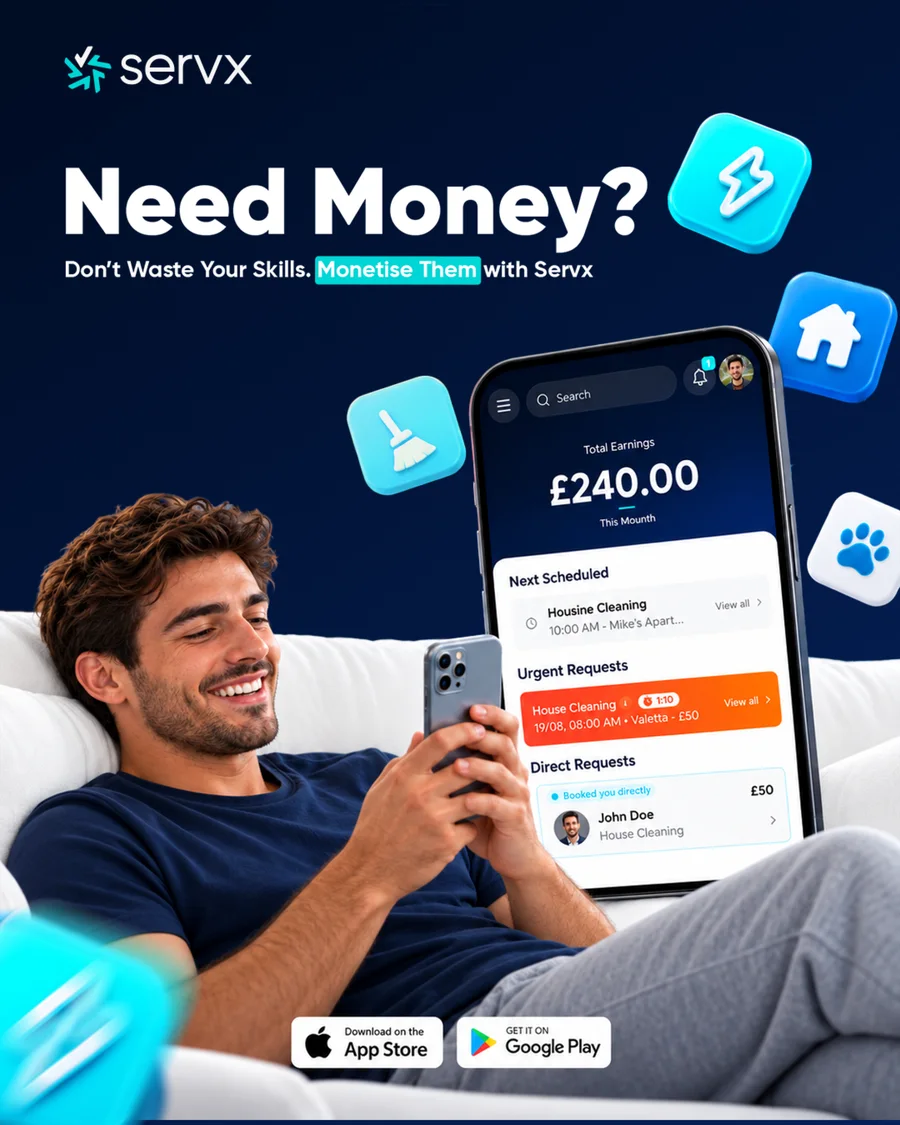 servx
Need Money?
Don't Waste Your Skills. Monetise Them with Servx
1
Search
Total Earnings
£240.00
This Mounth
Next Scheduled
Housine Cleaning
View all
10:00 AM - Mike's Apart...
Urgent Requests
House Cleaning i 1:10
View all
19/08, 08:00 AM • Valetta - £50
Direct Requests
Booked you directly
£50
John Doe
House Cleaning
Download on the
App Store
GET IT ON
Google Play